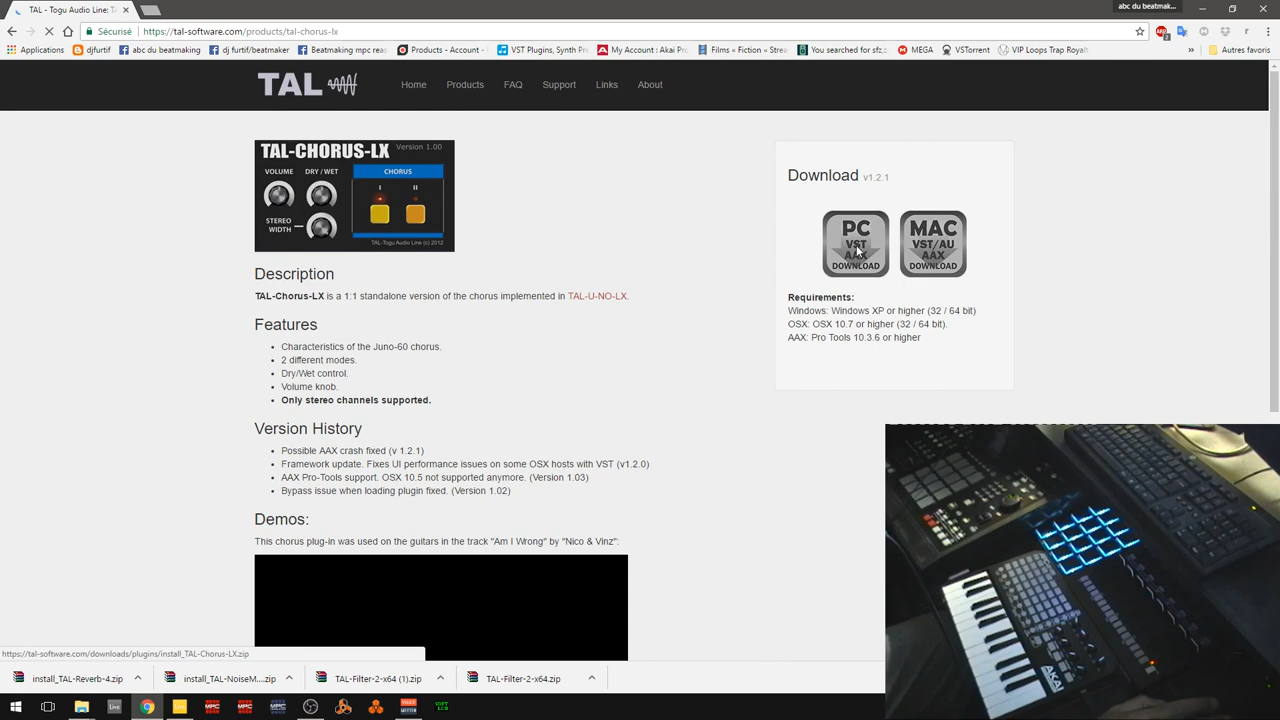 TAL - Togu Audio Line: T
abc du beatmak...
Sécurisé
https://tal-software.com/products/tal-chorus-lx
Applications
djfurtif
abc du beatmaking
dj furtif/beatmaker
Beatmaking mpc rea
Products - Account -
VST Plugins, Synth Pr
My Account : Akai Pro
Films « Fiction « Strea
You searched for sfz,
MEGA
VSTorrent
VIP Loops Trap Royalt
»
Autres favoris
TAL
Home
Products
FAQ
Support
Links
About
TAL-CHORUS-LX
Version 1.00
VOLUME
DRY / WET
CHORUS
I
II
STEREO
WIDTH
TAL-Togu Audio Line (c) 2012
Download v1.2.1
PC
VST
AAX
DOWNLOAD
MAC
VST/AU
AAX
DOWNLOAD
Requirements:
Windows: Windows XP or higher (32 / 64 bit)
OSX: OSX 10.7 or higher (32 / 64 bit).
AAX: Pro Tools 10.3.6 or higher
Description
TAL-Chorus-LX is a 1:1 standalone version of the chorus implemented in TAL-U-NO-LX.
Features
Characteristics of the Juno-60 chorus.
2 different modes.
Dry/Wet control.
Volume knob.
Only stereo channels supported.
Version History
Possible AAX crash fixed (v 1.2.1)
Framework update. Fixes UI performance issues on some OSX hosts with VST (v1.2.0)
AAX Pro-Tools support. OSX 10.5 not supported anymore. (Version 1.03)
Bypass issue when loading plugin fixed. (Version 1.02)
Demos:
This chorus plug-in was used on the guitars in the track "Am I Wrong" by "Nico & Vinz":
AKAI
https://tal-software.com/downloads/plugins/install_TAL-Chorus-LX.zip
install_TAL-Reverb-4.zip
install_TAL-NoiseM....zip
TAL-Filter-2-x64 (1).zip
TAL-Filter-2-x64.zip
Live
MPC
MPC
MPC